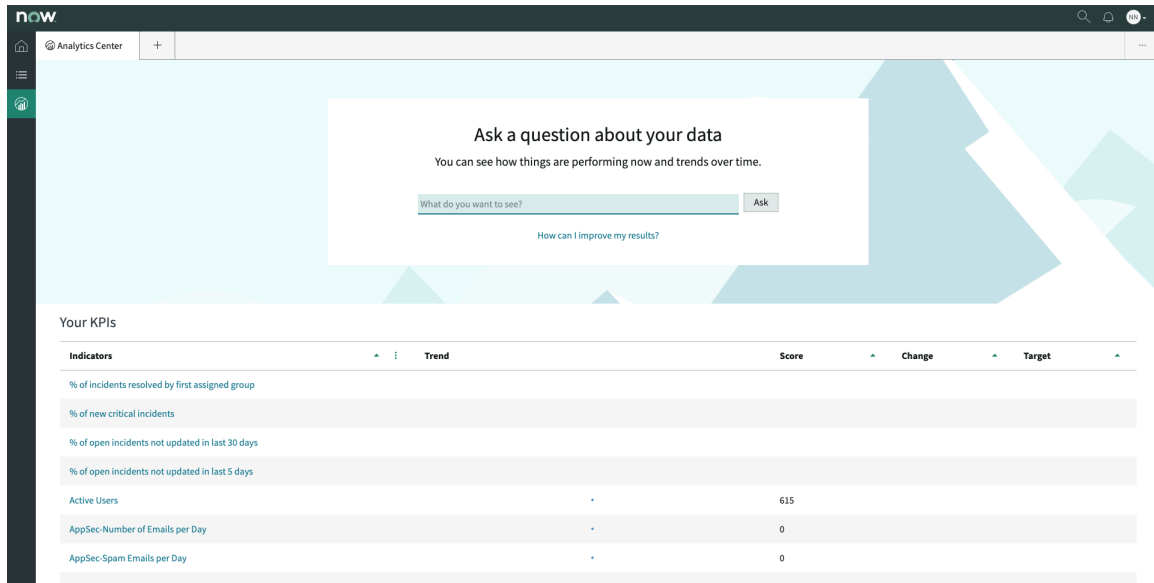 now.
NN
Analytics Center
Ask a question about your data
You can see how things are performing now and trends over time.
What do you want to see?
Ask
How can I improve my results?
Your KPIs
Indicators Trend Score Change Target
% of incidents resolved by first assigned group
% of new critical incidents
% of open incidents not updated in last 30 days
% of open incidents not updated in last 5 days
Active Users 615
AppSec-Number of Emails per Day 0
AppSec-Spam Emails per Day 0